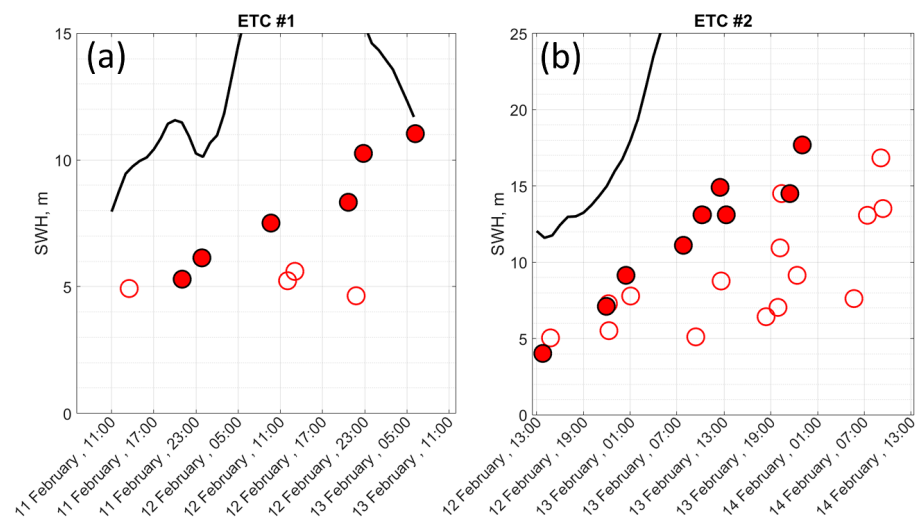 ETC #1
(a)
15
10
5
0
SWH, m
11 February , 11:00
11 February , 17:00
11 February , 23:00
12 February , 05:00
12 February , 11:00
12 February , 17:00
12 February , 23:00
13 February , 05:00
13 February , 11:00
ETC #2
(b)
25
20
15
10
5
0
SWH, m
12 February , 13:00
12 February , 19:00
13 February , 01:00
13 February , 07:00
13 February , 13:00
13 February , 19:00
14 February , 01:00
14 February , 07:00
14 February , 13:00